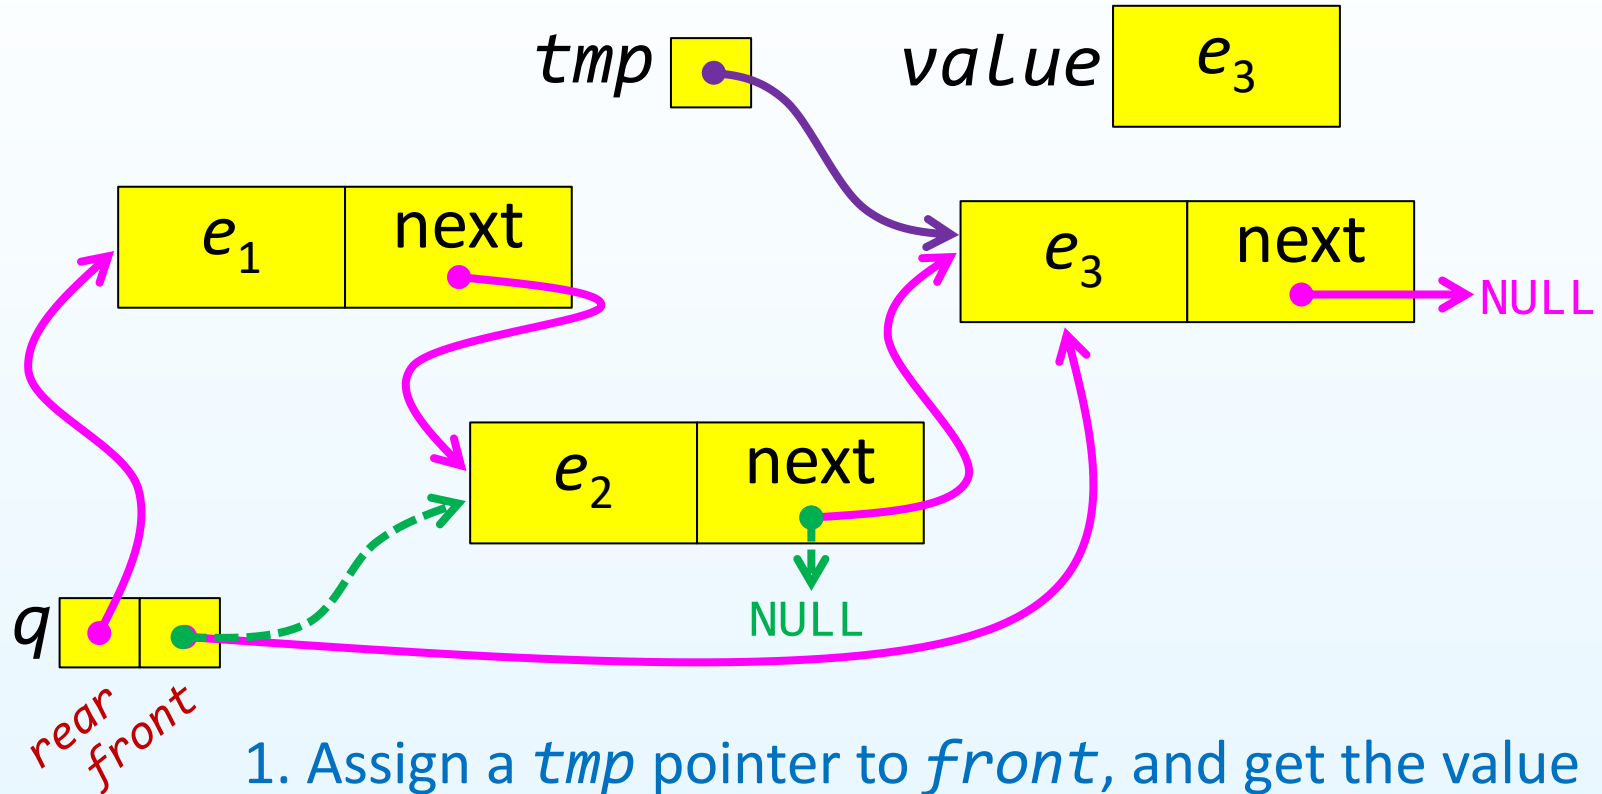 tmp
value e3
e1 next
e3 next
NULL
e2 next
NULL
q
rear
front
1. Assign a tmp pointer to front, and get the value